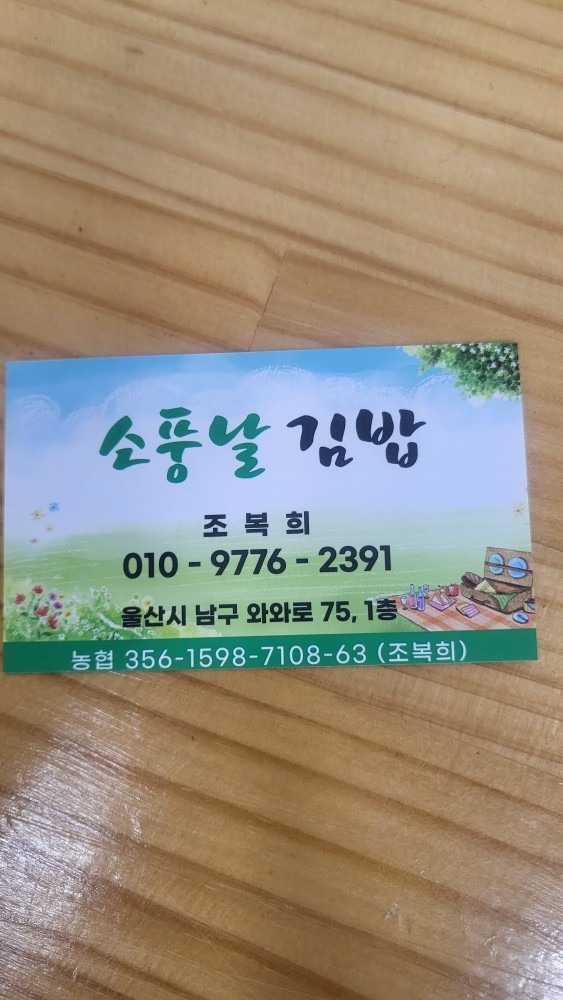 소풍날 김밥
조 복 희
010 - 9776 - 2391
울산시 남구 와와로 75, 1층
농협 356-1598-7108-63 (조복희)